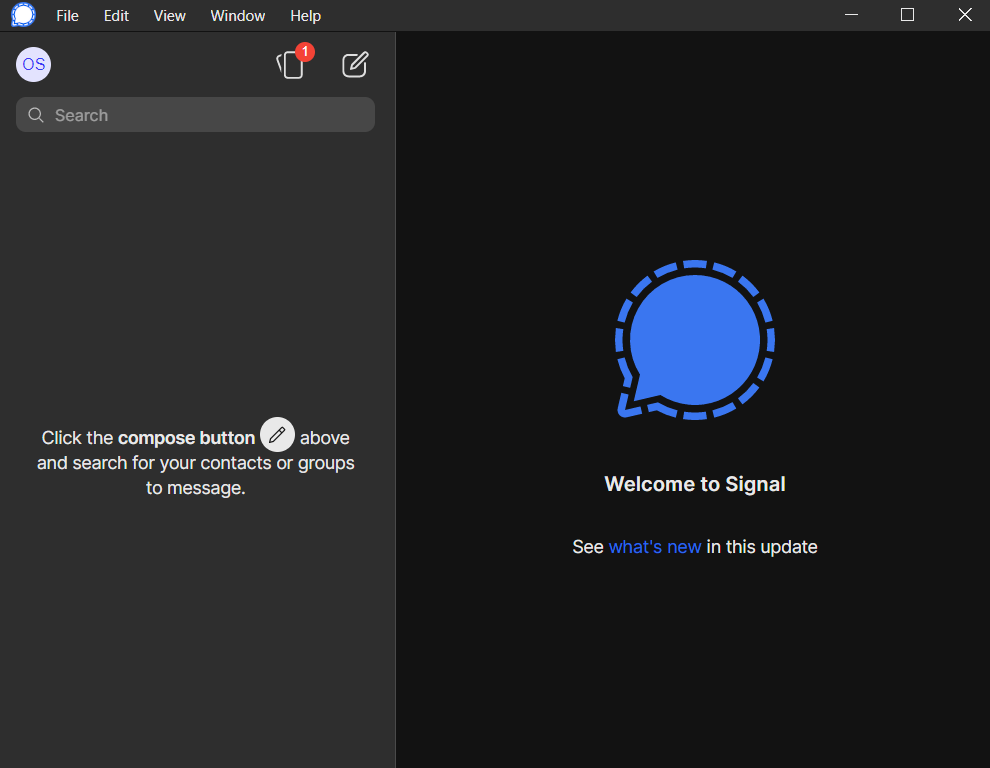 File Edit View Window Help
OS
1
Search
Click the compose button above
and search for your contacts or groups
to message.
Welcome to Signal
See what's new in this update